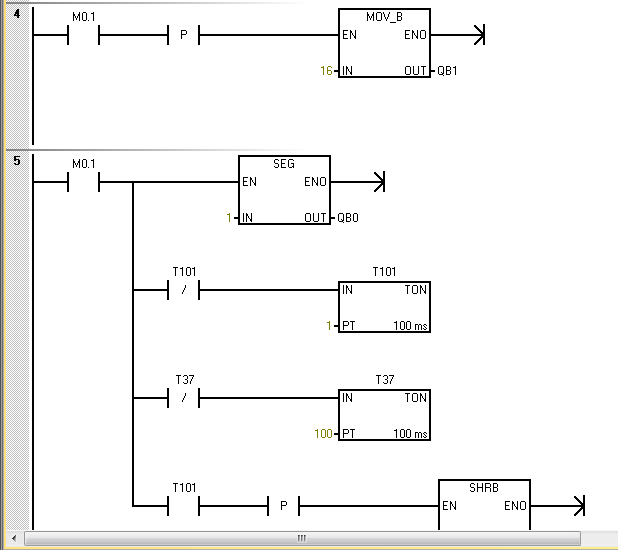 4
M0.1
P
MOV_B
EN ENO
16 IN OUT QB1
5
M0.1
SEG
EN ENO
1 IN OUT QB0
T101 T101
/ IN TON
1 PT 100 ms
T37 T37
/ IN TON
100 PT 100 ms
T101 SHRB
P EN ENO